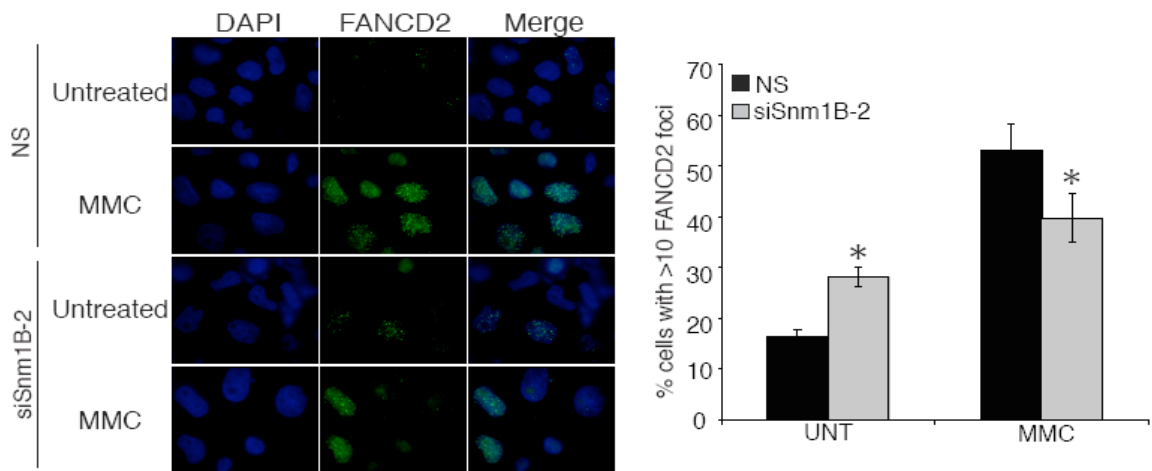 DAPI FANCD2 Merge
NS
Untreated
MMC
siSnm1B-2
Untreated
MMC
% cells with >10 FANCD2 foci
70
60
50
40
30
20
10
0
NS
siSnm1B-2
*
*
UNT MMC